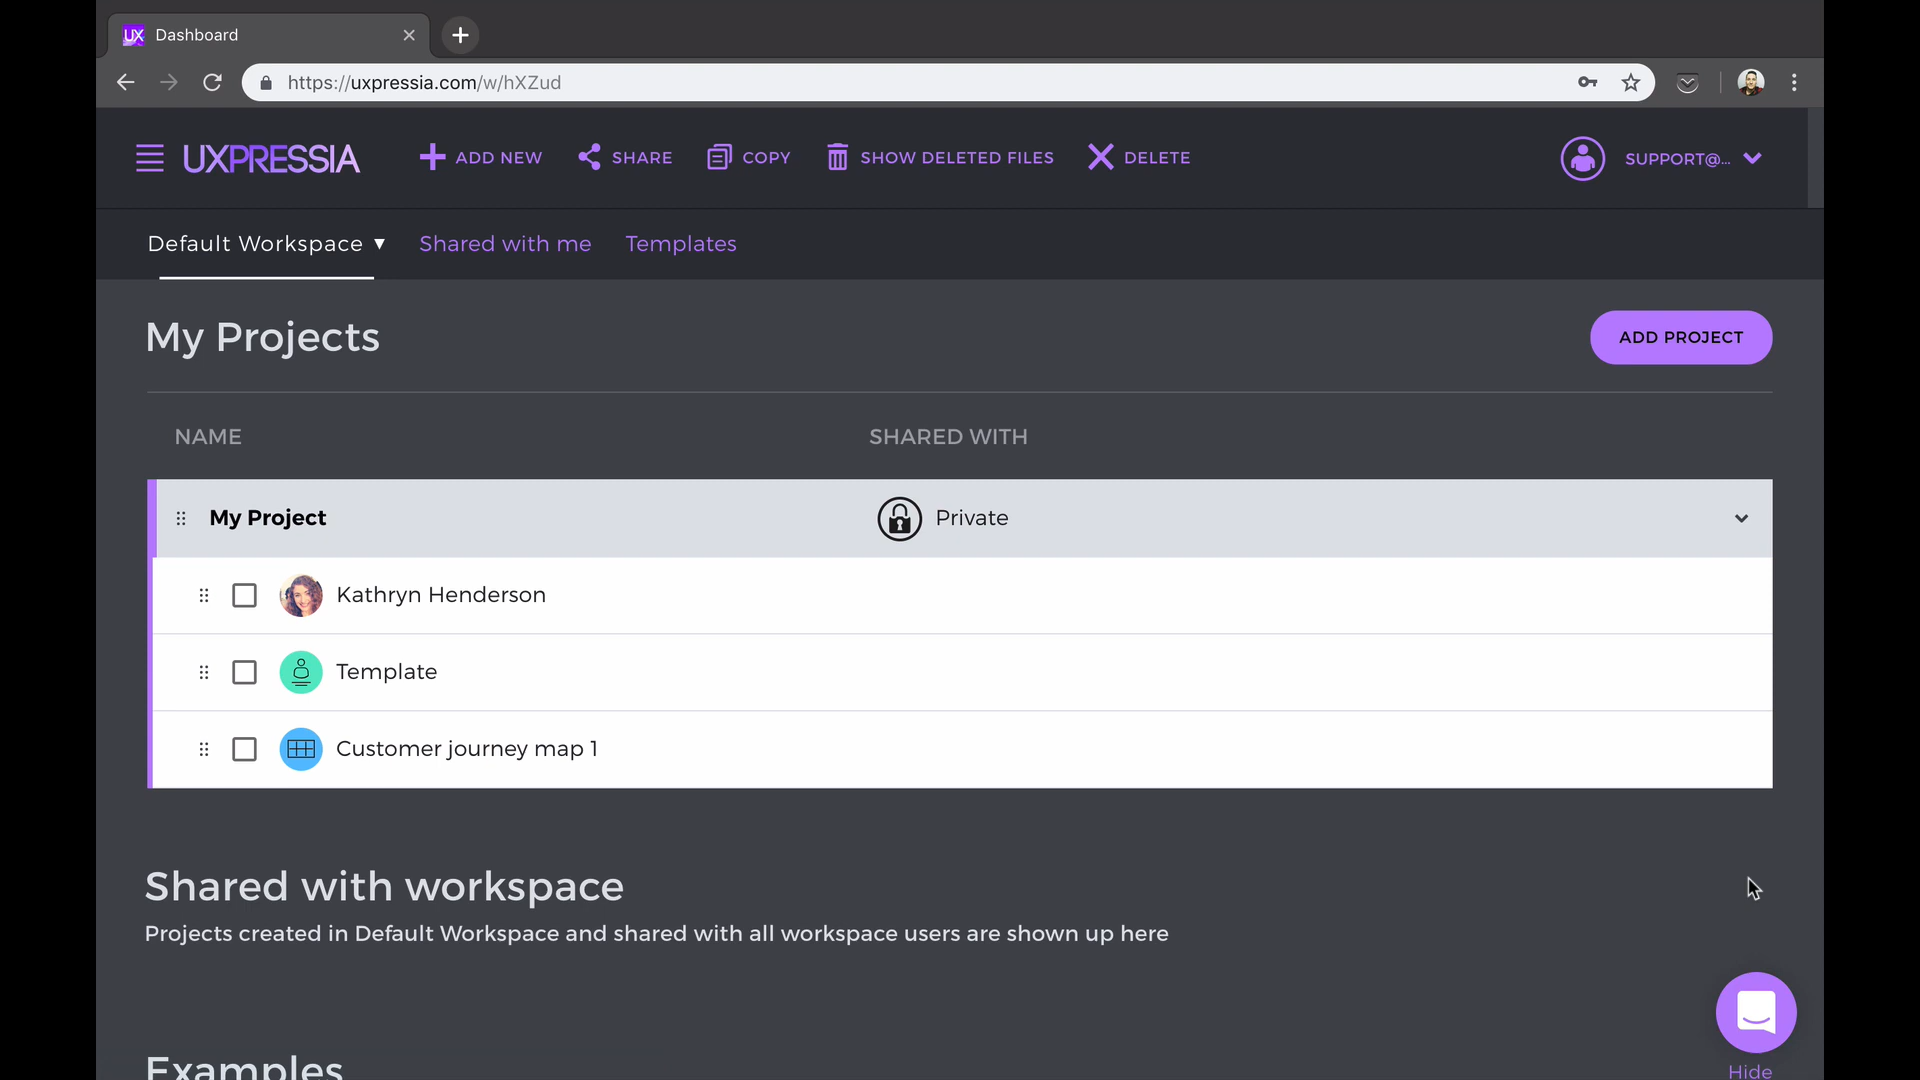 UX Dashboard
https://uxpressia.com/w/hXZud
UXPRESSIA ADD NEW SHARE COPY SHOW DELETED FILES DELETE SUPPORT@...
Default Workspace Shared with me Templates
My Projects ADD PROJECT
NAME SHARED WITH
My Project Private
Kathryn Henderson
Template
Customer journey map 1
Shared with workspace
Projects created in Default Workspace and shared with all workspace users are shown up here
Examples
Hide